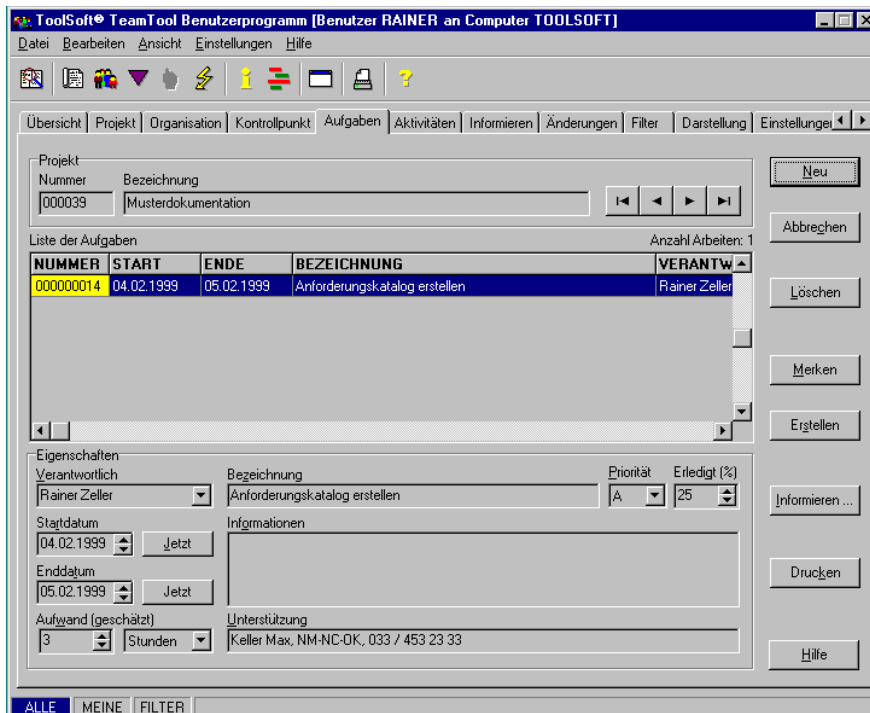 ToolSoft® TeamTool Benutzerprogramm [Benutzer RAINER an Computer TOOLSOFT]
Datei Bearbeiten Ansicht Einstellungen Hilfe
Übersicht Projekt Organisation Kontrollpunkt Aufgaben Aktivitäten Informieren Änderungen Filter Darstellung Einstellungen
Projekt
Nummer Bezeichnung
000039 Musterdokumentation
Neu
Abbrechen
Liste der Aufgaben Anzahl Arbeiten: 1
NUMMER START ENDE BEZEICHNUNG VERANTW
000000014 04.02.1999 05.02.1999 Anforderungskatalog erstellen Rainer Zeller
Löschen
Merken
Erstellen
Eigenschaften
Verantwortlich Bezeichnung Priorität Erledigt (%)
Rainer Zeller Anforderungskatalog erstellen A 25
Informieren ...
Startdatum Informationen
04.02.1999 Jetzt
Enddatum
05.02.1999 Jetzt
Drucken
Aufwand (geschätzt) Unterstützung
3 Stunden Keller Max, NM-NC-OK, 033 / 453 23 33
Hilfe
ALLE MEINE FILTER